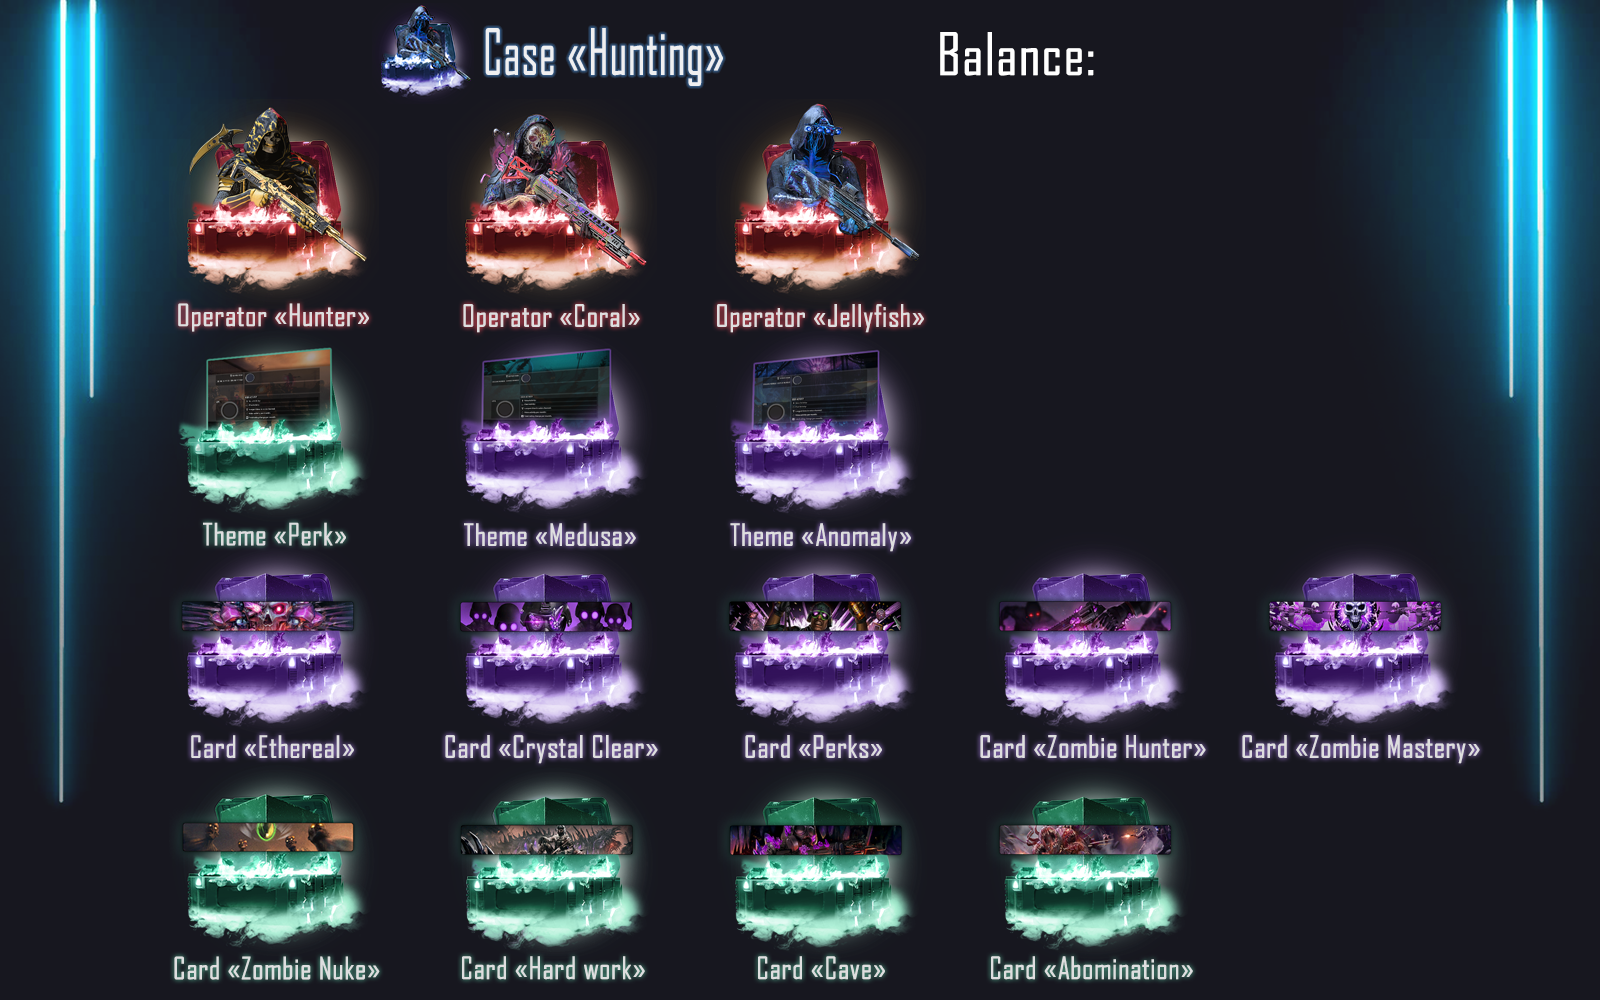 Case «Hunting»
Balance:
Operator «Hunter»
Operator «Coral»
Operator «Jellyfish»
Theme «Perk»
Theme «Medusa»
Theme «Anomaly»
Card «Ethereal»
Card «Crystal Clear»
Card «Perks»
Card «Zombie Hunter»
Card «Zombie Mastery»
Card «Zombie Nuke»
Card «Hard work»
Card «Cave»
Card «Abomination»